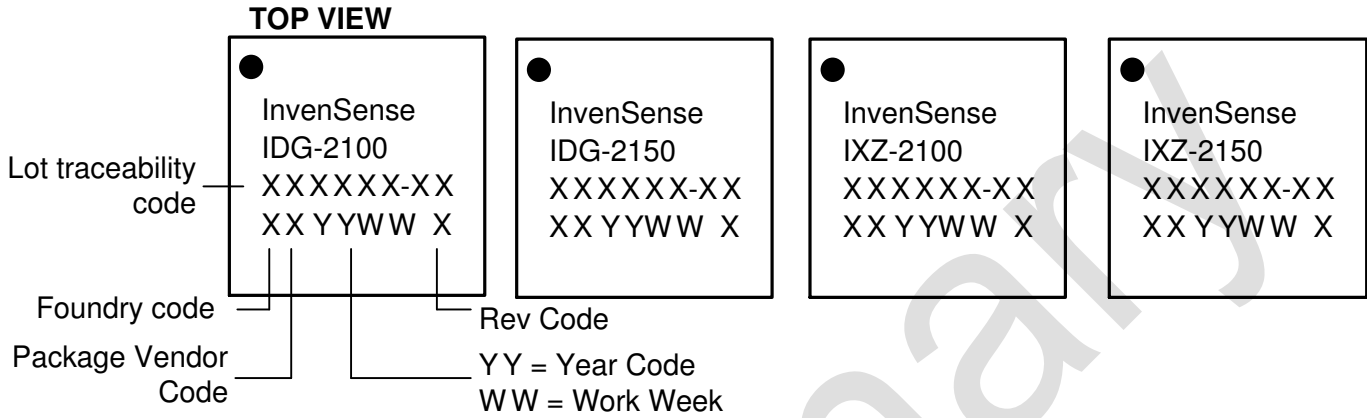 TOP VIEW
InvenSense
IDG-2100
XXXXXX-XX
XX YYWW X
InvenSense
IDG-2150
XXXXXX-XX
XX YYWW X
InvenSense
IXZ-2100
XXXXXX-XX
XX YYWW X
InvenSense
IXZ-2150
XXXXXX-XX
XX YYWW X
Lot traceability
code
Foundry code
Package Vendor
Code
Rev Code
YY = Year Code
WW = Work Week